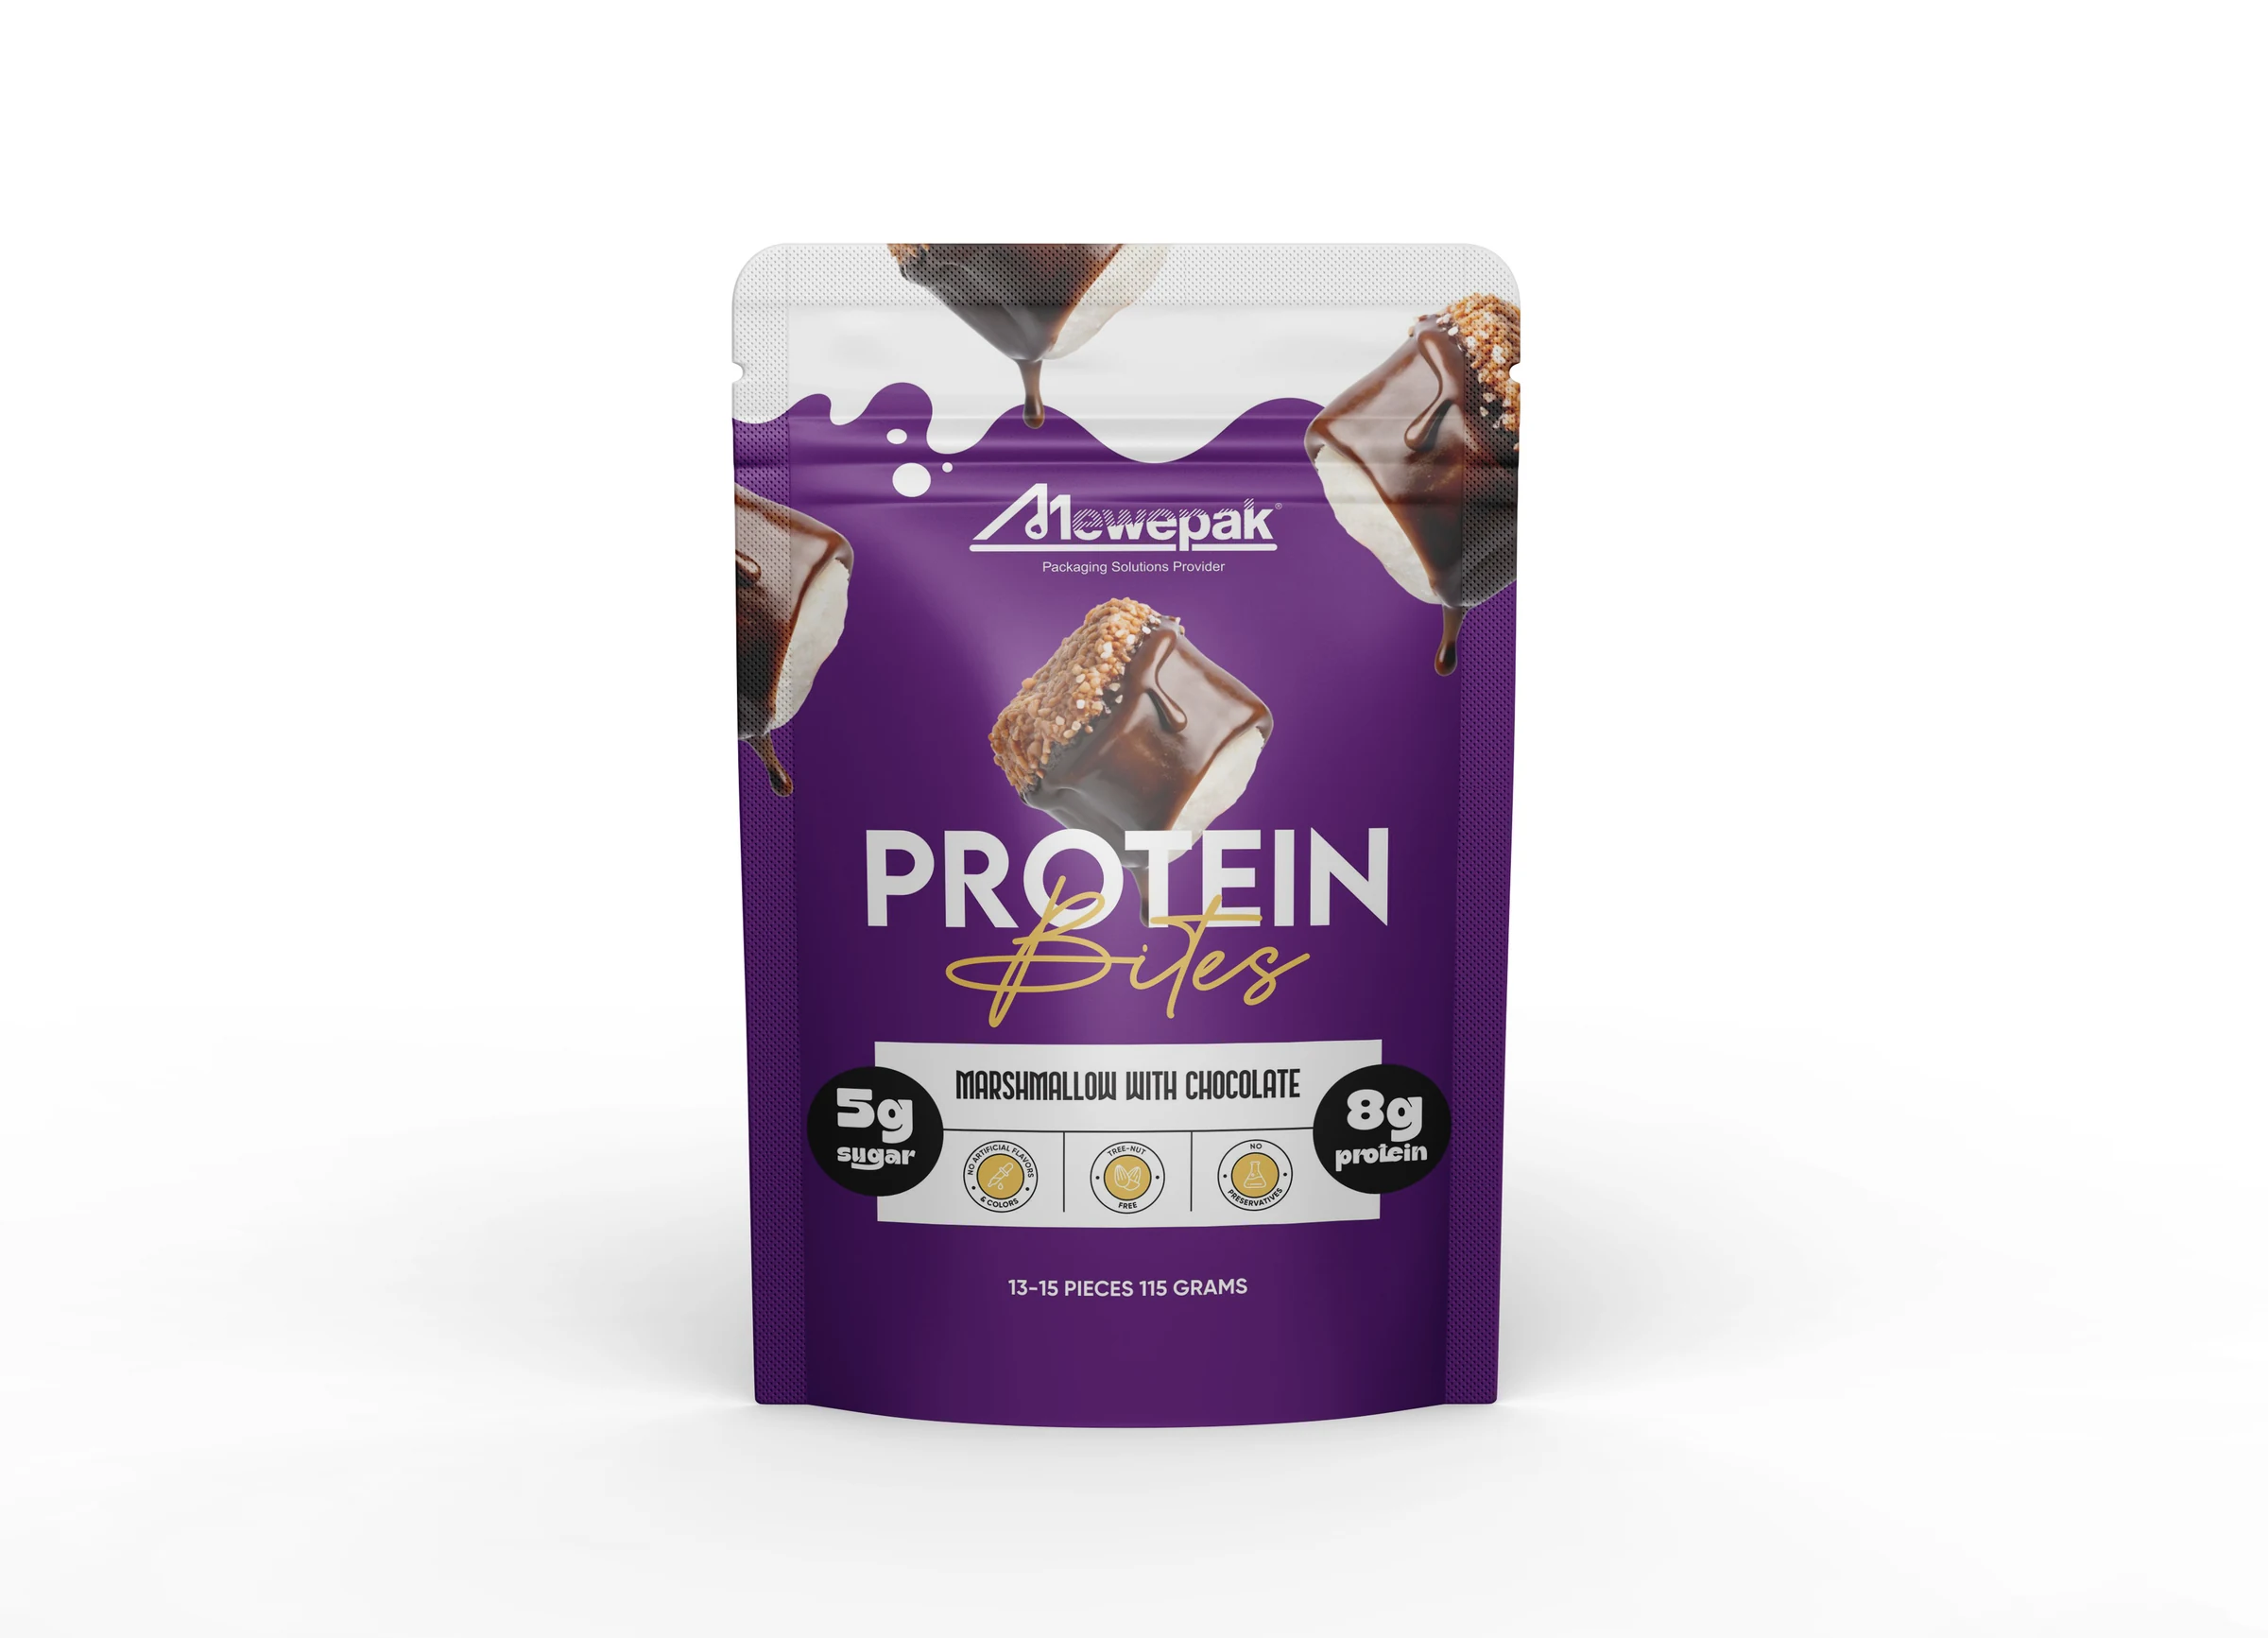 Mewepak®
Packaging Solutions Provider
PROTEIN
Bites
MARSHMALLOW WITH CHOCOLATE
5g
sugar
8g
protein
NO ARTIFICIAL FLAVORS
& COLORS
TREE-NUT
FREE
NO
PRESERVATIVES
13-15 PIECES 115 GRAMS